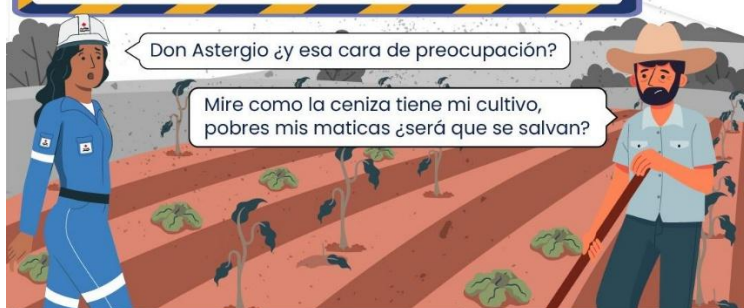 Don Astergio ¿y esa cara de preocupación?
Mire como la ceniza tiene mi cultivo,
pobres mis maticas ¿será que se salvan?